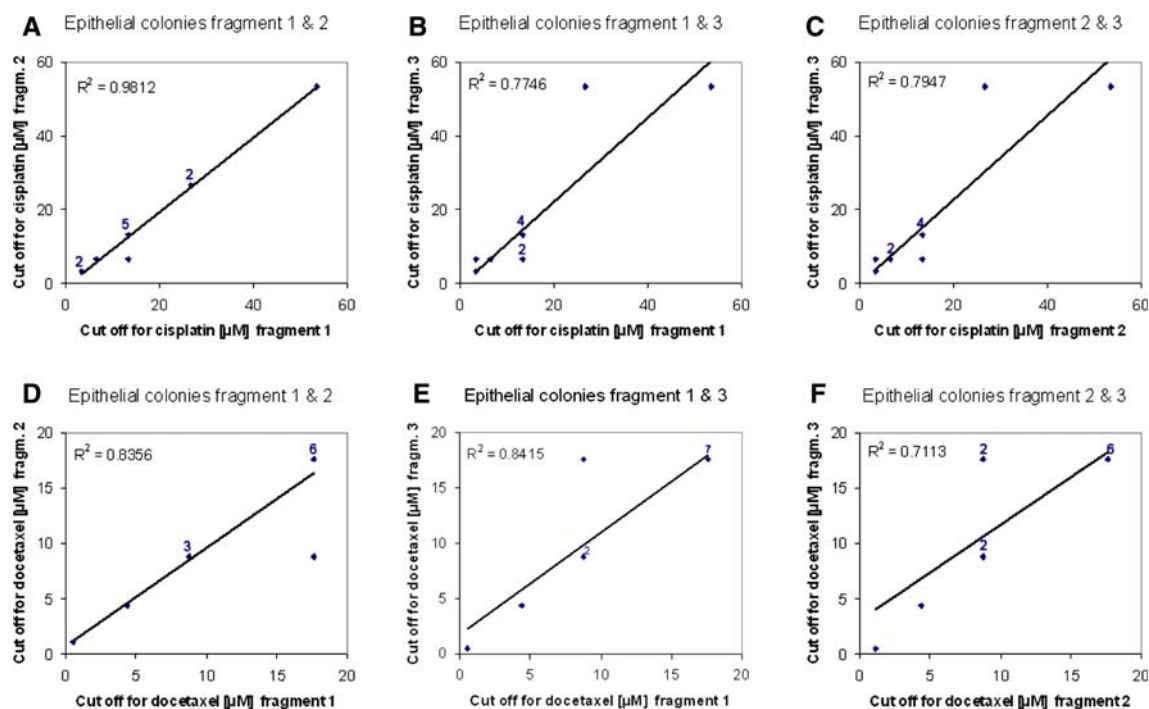 A Epithelial colonies fragment 1 & 2
Cut off for cisplatin [µM] fragm. 2
60
40
20
0
R² = 0.9812
2
5
2
0 20 40 60
Cut off for cisplatin [µM] fragment 1
B Epithelial colonies fragment 1 & 3
Cut off for cisplatin [µM] fragm. 3
60
40
20
0
R² = 0.7746
4
2
0 20 40 60
Cut off for cisplatin [µM] fragment 1
C Epithelial colonies fragment 2 & 3
Cut off for cisplatin [µM] fragm. 3
60
40
20
0
R² = 0.7947
4
2
0 20 40 60
Cut off for cisplatin [µM] fragment 2
D Epithelial colonies fragment 1 & 2
Cut off for docetaxel [µM] fragm. 2
20
15
10
5
0
R² = 0.8356
6
3
0 5 10 15 20
Cut off for docetaxel [µM] fragment 1
E Epithelial colonies fragment 1 & 3
Cut off for docetaxel [µM] fragm. 3
20
15
10
5
0
R² = 0.8415
7
2
0 5 10 15 20
Cut off for docetaxel [µM] fragment 1
F Epithelial colonies fragment 2 & 3
Cut off for docetaxel [µM] fragm. 3
20
15
10
5
0
R² = 0.7113
2
6
2
0 5 10 15 20
Cut off for docetaxel [µM] fragment 2